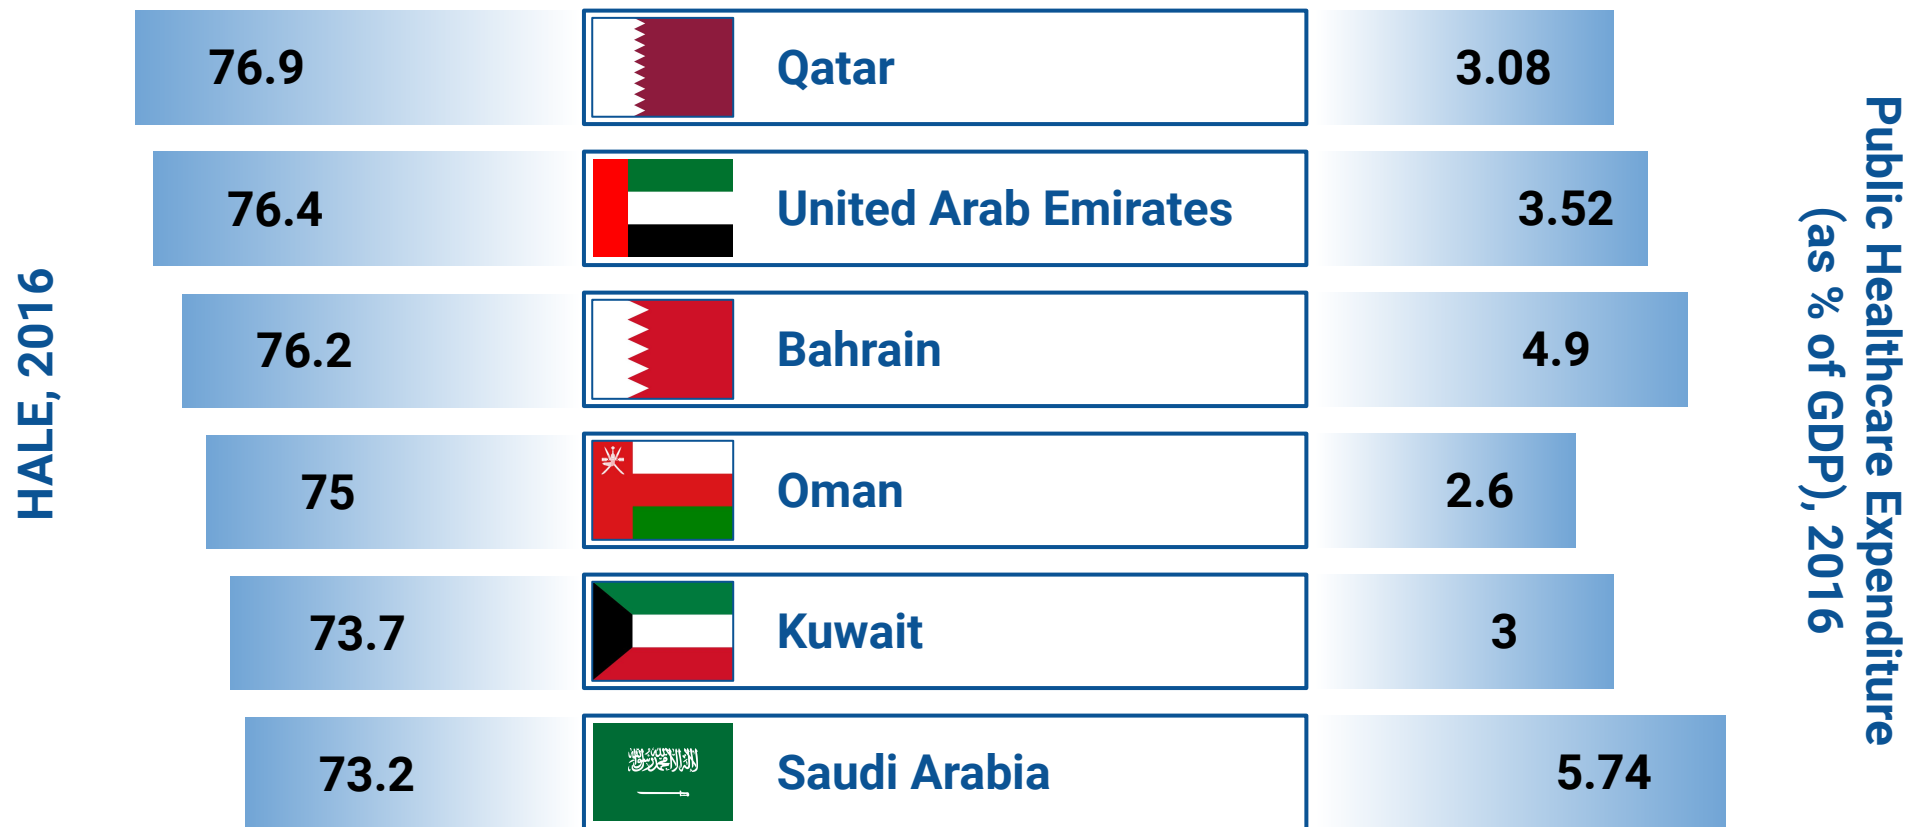 HALE, 2016
76.9 Qatar 3.08
76.4 United Arab Emirates 3.52
76.2 Bahrain 4.9
75 Oman 2.6
73.7 Kuwait 3
73.2 Saudi Arabia 5.74
Public Healthcare Expenditure
(as % of GDP), 2016